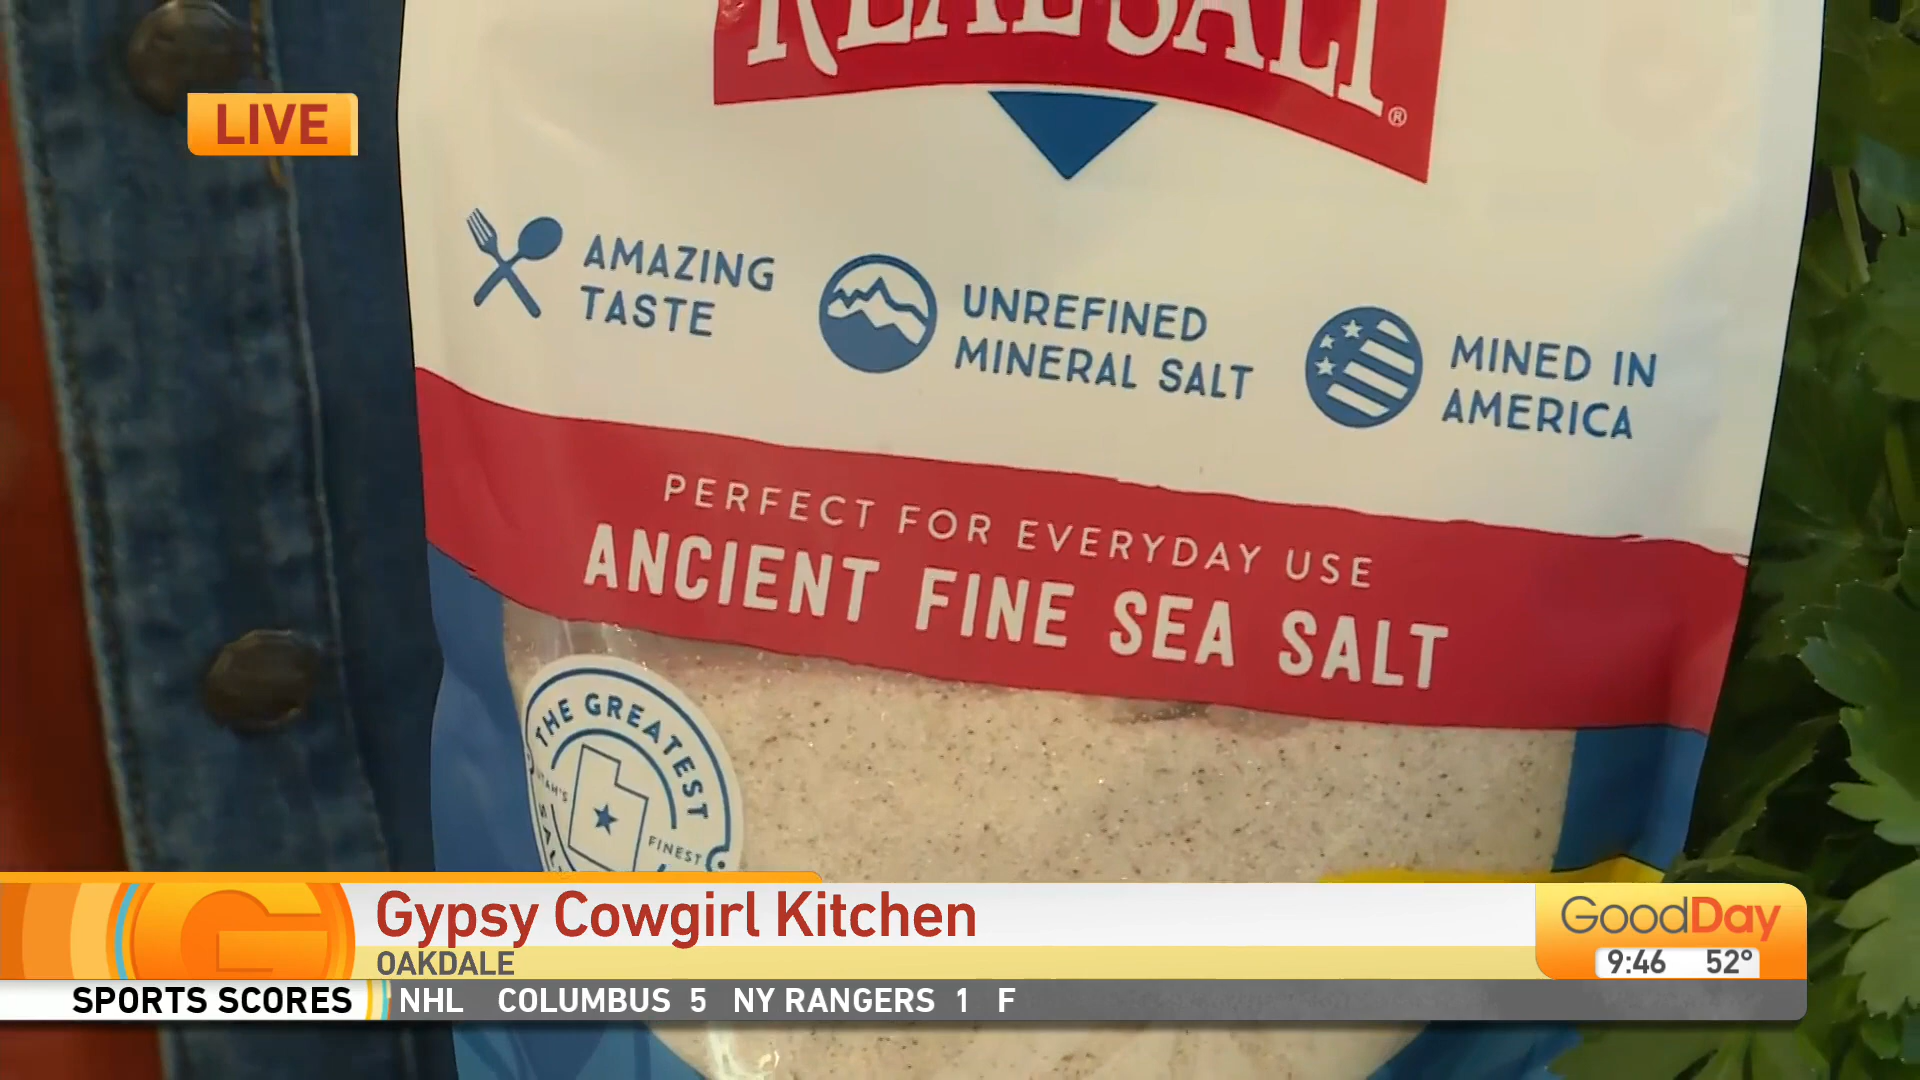 REAL SALT®
LIVE
AMAZING
TASTE
UNREFINED
MINERAL SALT
MINED IN
AMERICA
PERFECT FOR EVERYDAY USE
ANCIENT FINE SEA SALT
THE GREATEST
UTAH'S
FINEST
Gypsy Cowgirl Kitchen
OAKDALE
GoodDay
9:46 52°
SPORTS SCORES NHL COLUMBUS 5 NY RANGERS 1 F